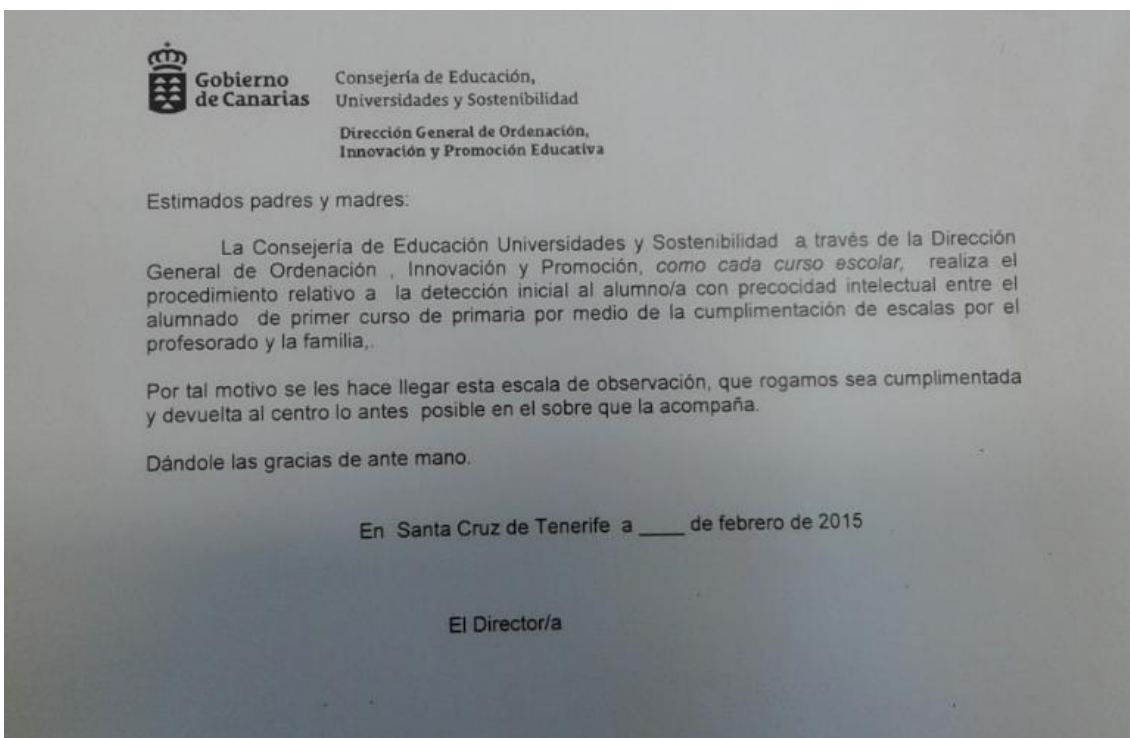 Gobierno
de Canarias
Consejería de Educación,
Universidades y Sostenibilidad
Dirección General de Ordenación,
Innovación y Promoción Educativa
Estimados padres y madres:
La Consejería de Educación Universidades y Sostenibilidad a través de la Dirección
General de Ordenación , Innovación y Promoción, como cada curso escolar, realiza el
procedimiento relativo a la detección inicial al alumno/a con precocidad intelectual entre el
alumnado de primer curso de primaria por medio de la cumplimentación de escalas por el
profesorado y la familia,.
Por tal motivo se les hace llegar esta escala de observación, que rogamos sea cumplimentada
y devuelta al centro lo antes posible en el sobre que la acompaña.
Dándole las gracias de ante mano.
En Santa Cruz de Tenerife a ____ de febrero de 2015
El Director/a